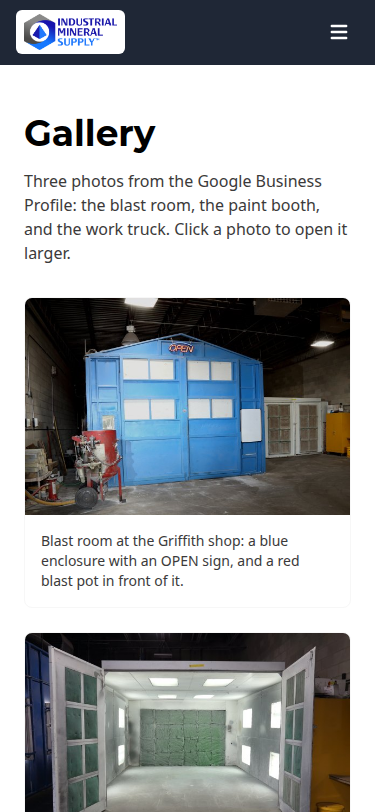 INDUSTRIAL
MINERAL
SUPPLY™
Gallery
Three photos from the Google Business
Profile: the blast room, the paint booth,
and the work truck. Click a photo to open it
larger.
OPEN
Blast room at the Griffith shop: a blue
enclosure with an OPEN sign, and a red
blast pot in front of it.